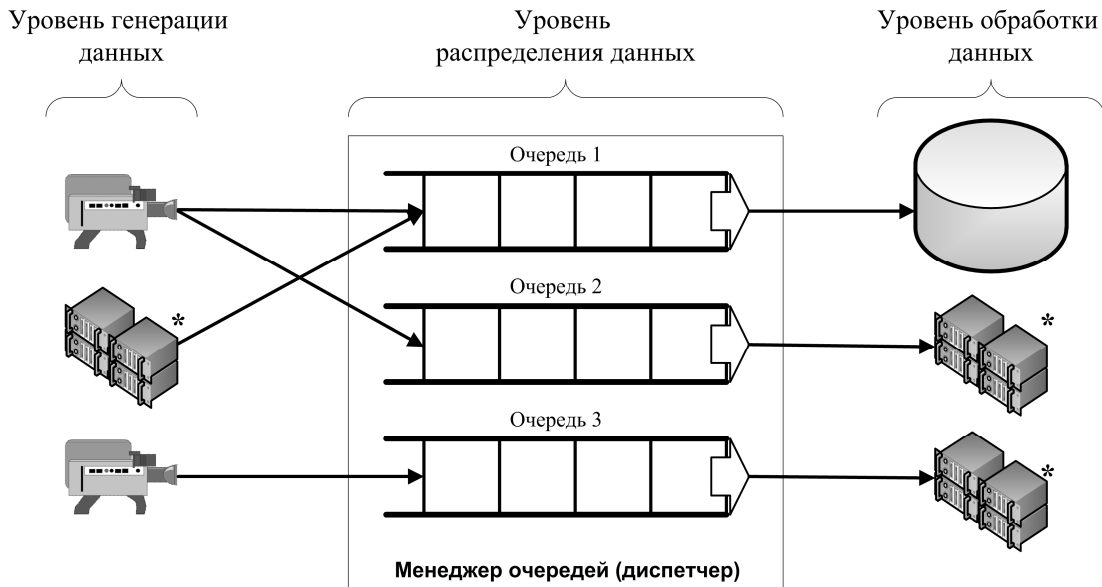 Уровень генерации
данных
Уровень
распределения данных
Уровень обработки
данных
Очередь 1
Очередь 2
*
*
Очередь 3
*
Менеджер очередей (диспетчер)